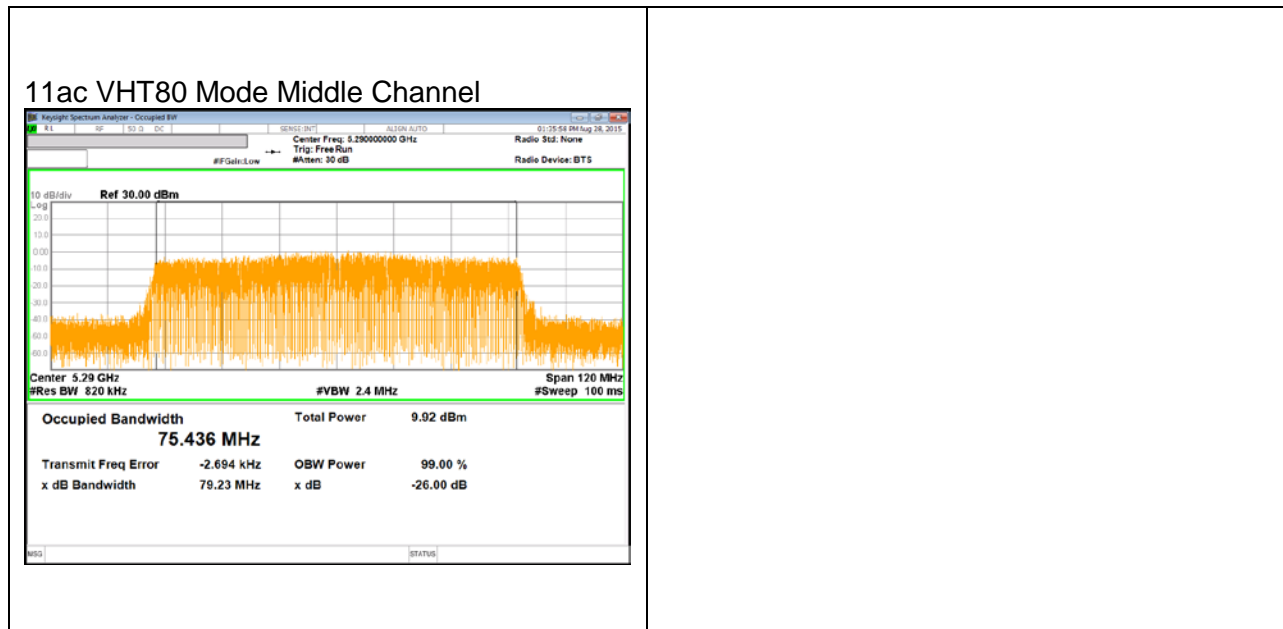 11ac VHT80 Mode Middle Channel
Keysight Spectrum Analyzer - Occupied BW
RL RF 50 Ω DC SENSE:INT ALIGN AUTO 01:35:58 PM Aug 28, 2015
Center Freq: 5.290000000 GHz Radio Std: None
Trig: Free Run
#IFGain:Low #Atten: 30 dB Radio Device: BTS
10 dB/div Ref 30.00 dBm
Log
20.0
10.0
0.00
-10.0
-20.0
-30.0
-40.0
-50.0
-60.0
Center 5.29 GHz Span 120 MHz
#Res BW 820 kHz #VBW 2.4 MHz #Sweep 100 ms
Occupied Bandwidth Total Power 9.92 dBm
75.436 MHz
Transmit Freq Error -2.694 kHz OBW Power 99.00 %
x dB Bandwidth 79.23 MHz x dB -26.00 dB
MSG STATUS